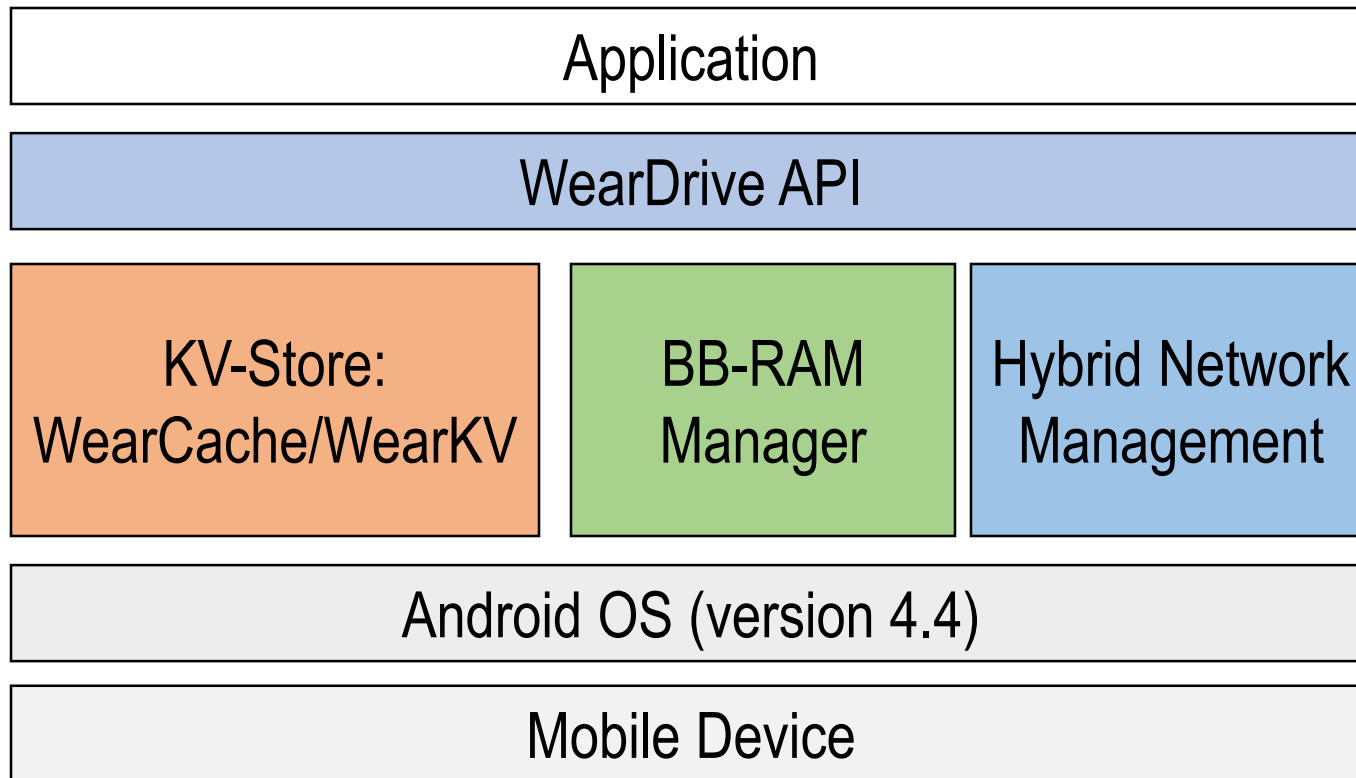 Application
WearDrive API
KV-Store:
WearCache/WearKV
BB-RAM
Manager
Hybrid Network
Management
Android OS (version 4.4)
Mobile Device